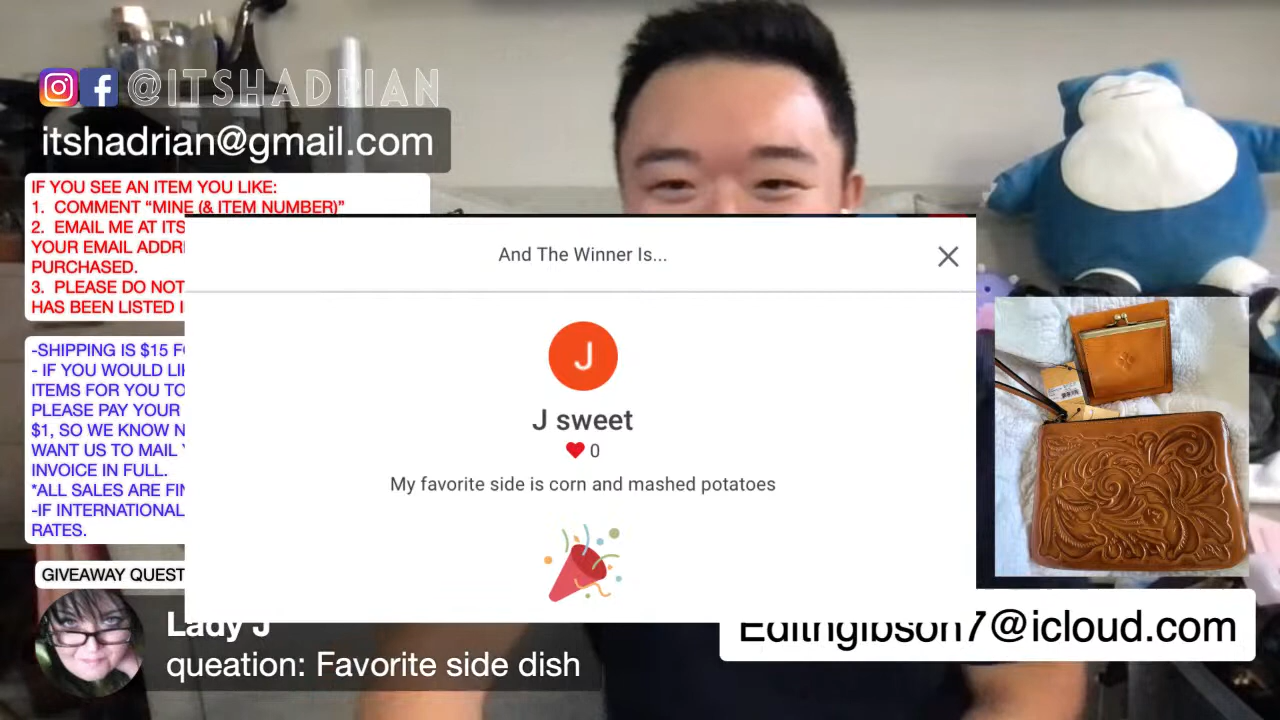 @ITSHADRIAN
itshadrian@gmail.com
IF YOU SEE AN ITEM YOU LIKE:
1. COMMENT “MINE (& ITEM NUMBER)”
2. EMAIL ME AT ITS
YOUR EMAIL ADDR
PURCHASED.
3. PLEASE DO NOT
HAS BEEN LISTED
-SHIPPING IS $15
- IF YOU WOULD
ITEMS FOR YOU TO
PLEASE PAY YOUR
$1, SO WE KNOW
WANT US TO MAIL
INVOICE IN FULL.
*ALL SALES ARE
-IF INTERNATIONAL
RATES.
GIVEAWAY QUEST
And The Winner Is...
J
J sweet
0
My favorite side is corn and mashed potatoes
Lady J
queation: Favorite side dish
Edithgibson7@icloud.com